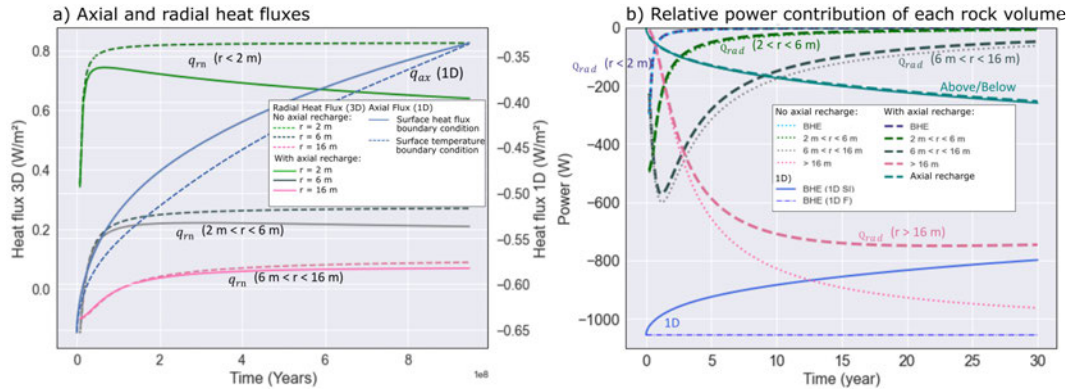 a) Axial and radial heat fluxes
0.8
0.6
0.4
0.2
0.0
Heat flux 3D (W/m²)
q_rn (r < 2 m)
q_ax (1D)
Radial Heat Flux (3D) Axial Flux (1D)
No axial recharge:
r = 2 m
r = 6 m
r = 16 m
With axial recharge:
r = 2 m
r = 6 m
r = 16 m
Surface heat flux
boundary condition
Surface temperature
boundary condition
q_rn (2 m < r < 6 m)
q_rn (6 m < r < 16 m)
−0.35
−0.40
−0.45
−0.50
−0.55
−0.60
−0.65
Heat flux 1D (W/m²)
0 2 4 6 8
Time (Years)
b) Relative power contribution of each rock volume
0
−200
−400
−600
−800
−1000
Power (W)
Q_rad (r < 2 m)
Q_rad (2 < r < 6 m)
Q_rad (6 m < r < 16 m)
Above/Below
No axial recharge:
BHE
2 m < r < 6 m
6 m < r < 16 m
> 16 m
With axial recharge:
BHE
2 m < r < 6 m
6 m < r < 16 m
> 16 m
Axial recharge
1D)
BHE (1D SI)
BHE (1D F)
Q_rad (r > 16 m)
1D
0 5 10 15 20 25 30
Time (year)